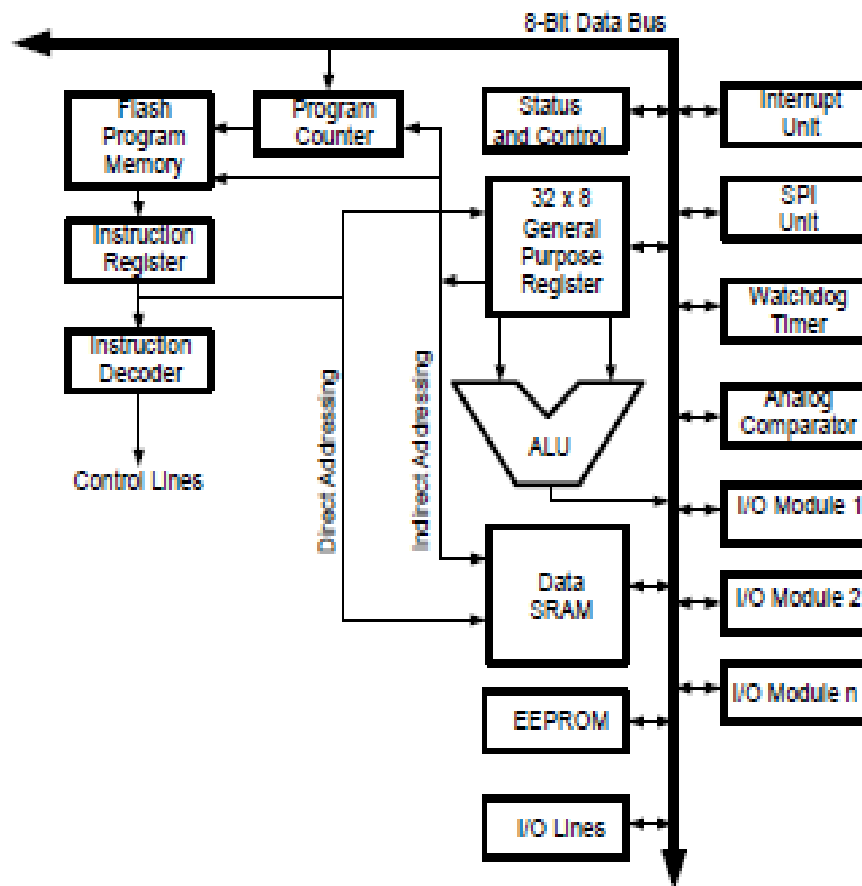 8-Bit Data Bus
Flash
Program
Memory
Program
Counter
Status
and Control
Interrupt
Unit
32 x 8
General
Purpose
Register
SPI
Unit
Instruction
Register
Watchdog
Timer
Instruction
Decoder
Analog
Comparator
ALU
Control Lines
Direct Addressing
Indirect Addressing
I/O Module 1
Data
SRAM
I/O Module 2
I/O Module n
EEPROM
I/O Lines